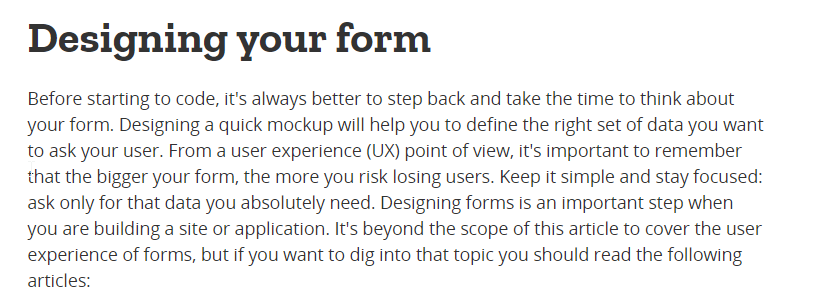 Designing your form
Before starting to code, it's always better to step back and take the time to think about
your form. Designing a quick mockup will help you to define the right set of data you want
to ask your user. From a user experience (UX) point of view, it's important to remember
that the bigger your form, the more you risk losing users. Keep it simple and stay focused:
ask only for that data you absolutely need. Designing forms is an important step when
you are building a site or application. It's beyond the scope of this article to cover the user
experience of forms, but if you want to dig into that topic you should read the following
articles: